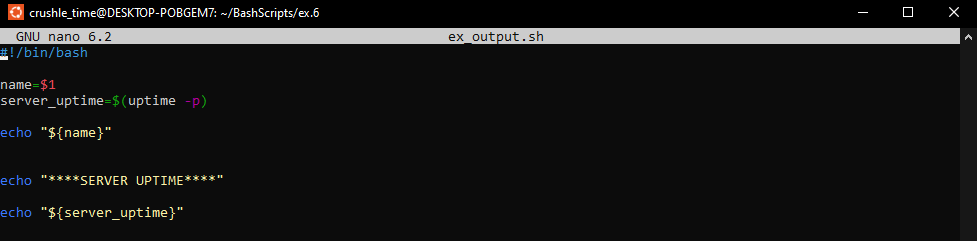 crushle_time@DESKTOP-POBGEM7: ~/BashScripts/ex.6
GNU nano 6.2 ex_output.sh
#!/bin/bash
name=$1
server_uptime=$(uptime -p)
echo "${name}"
echo "****SERVER UPTIME****"
echo "${server_uptime}"